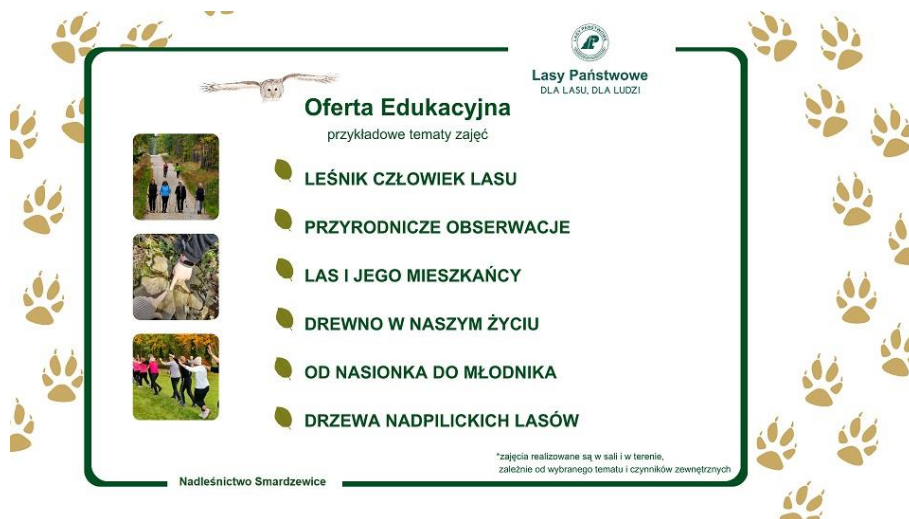 LASY PAŃSTWOWE
Lasy Państwowe
DLA LASU, DLA LUDZI
Oferta Edukacyjna
przykładowe tematy zajęć
LEŚNIK CZŁOWIEK LASU
PRZYRODNICZE OBSERWACJE
LAS I JEGO MIESZKAŃCY
DREWNO W NASZYM ŻYCIU
OD NASIONKA DO MŁODNIKA
DRZEWA NADPILICKICH LASÓW
*zajęcia realizowane są w sali i w terenie,
zależnie od wybranego tematu i czynników zewnętrznych
Nadleśnictwo Smardzewice